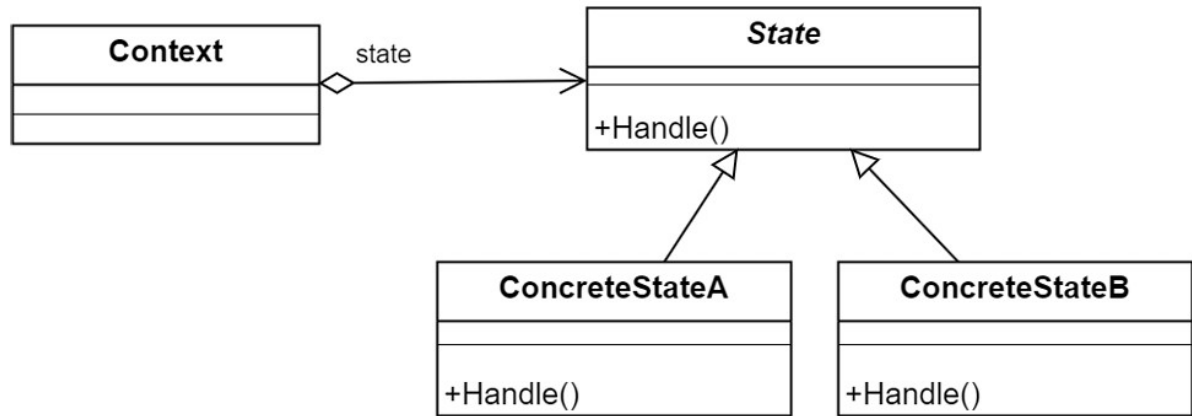 Context
state
State
+Handle()
ConcreteStateA
+Handle()
ConcreteStateB
+Handle()